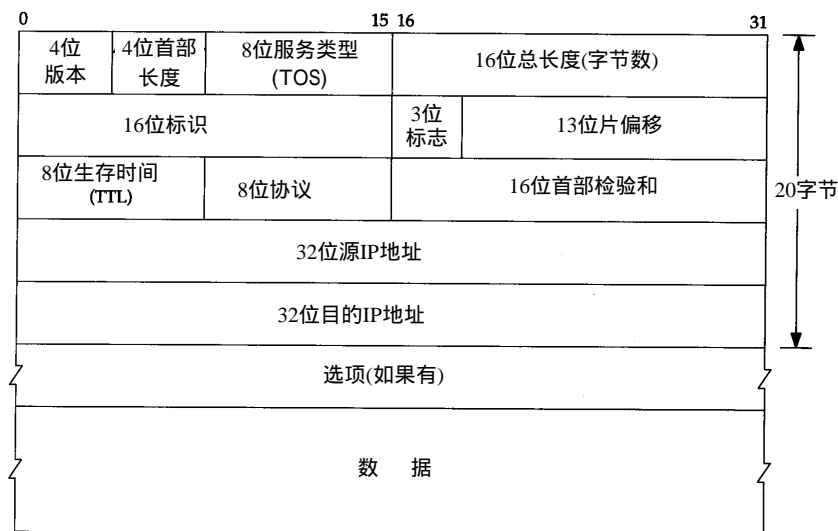 0 15 16 31
4位
版本
4位首部
长度
8位服务类型
(TOS)
16位总长度(字节数)
16位标识
3位
标志
13位片偏移
8位生存时间
(TTL)
8位协议
16位首部检验和
20字节
32位源IP地址
32位目的IP地址
选项(如果有)
数 据